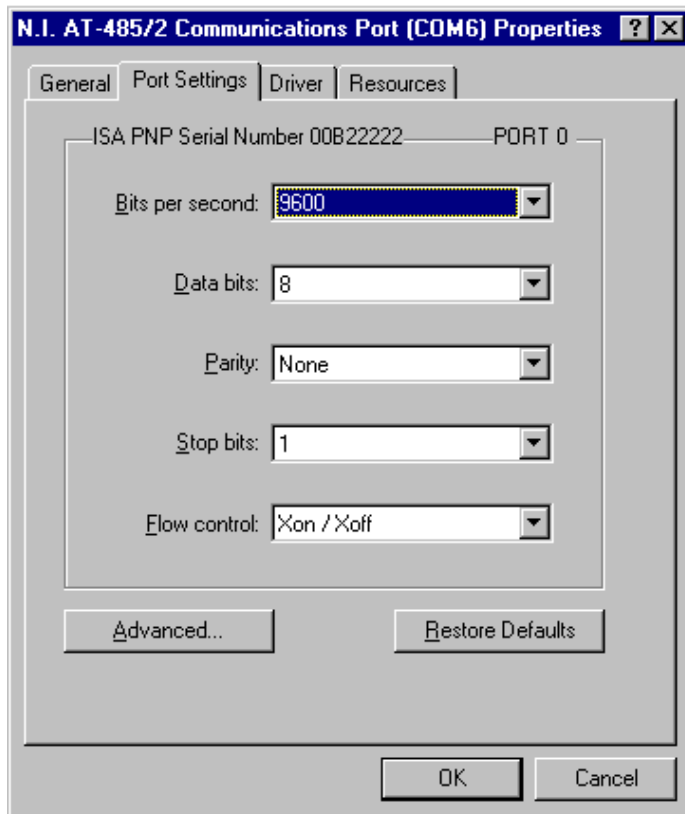 N.I. AT-485/2 Communications Port (COM6) Properties
General Port Settings Driver Resources
ISA PNP Serial Number 00B22222 PORT 0
Bits per second: 9600
Data bits: 8
Parity: None
Stop bits: 1
Flow control: Xon / Xoff
Advanced... Restore Defaults
OK Cancel